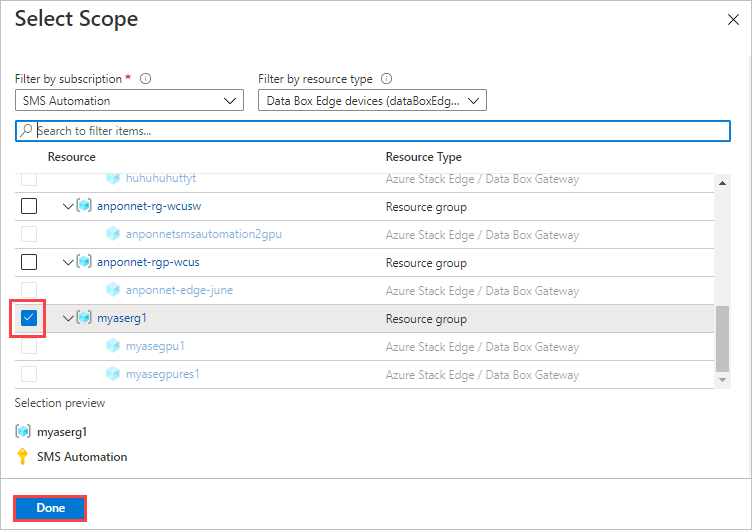 Select Scope
Filter by subscription *
Filter by resource type
SMS Automation
Data Box Edge devices (dataBoxEdg...
Search to filter items...
Resource
Resource Type
huhuhuhutfyt
Azure Stack Edge / Data Box Gateway
anponnet-rg-wcusw
Resource group
anponnetsmsautomation2gpu
Azure Stack Edge / Data Box Gateway
anponnet-rgp-wcus
Resource group
anponnet-edge-june
Azure Stack Edge / Data Box Gateway
myaserg1
Resource group
myasegpu1
Azure Stack Edge / Data Box Gateway
myasegpures1
Azure Stack Edge / Data Box Gateway
Selection preview
myaserg1
SMS Automation
Done